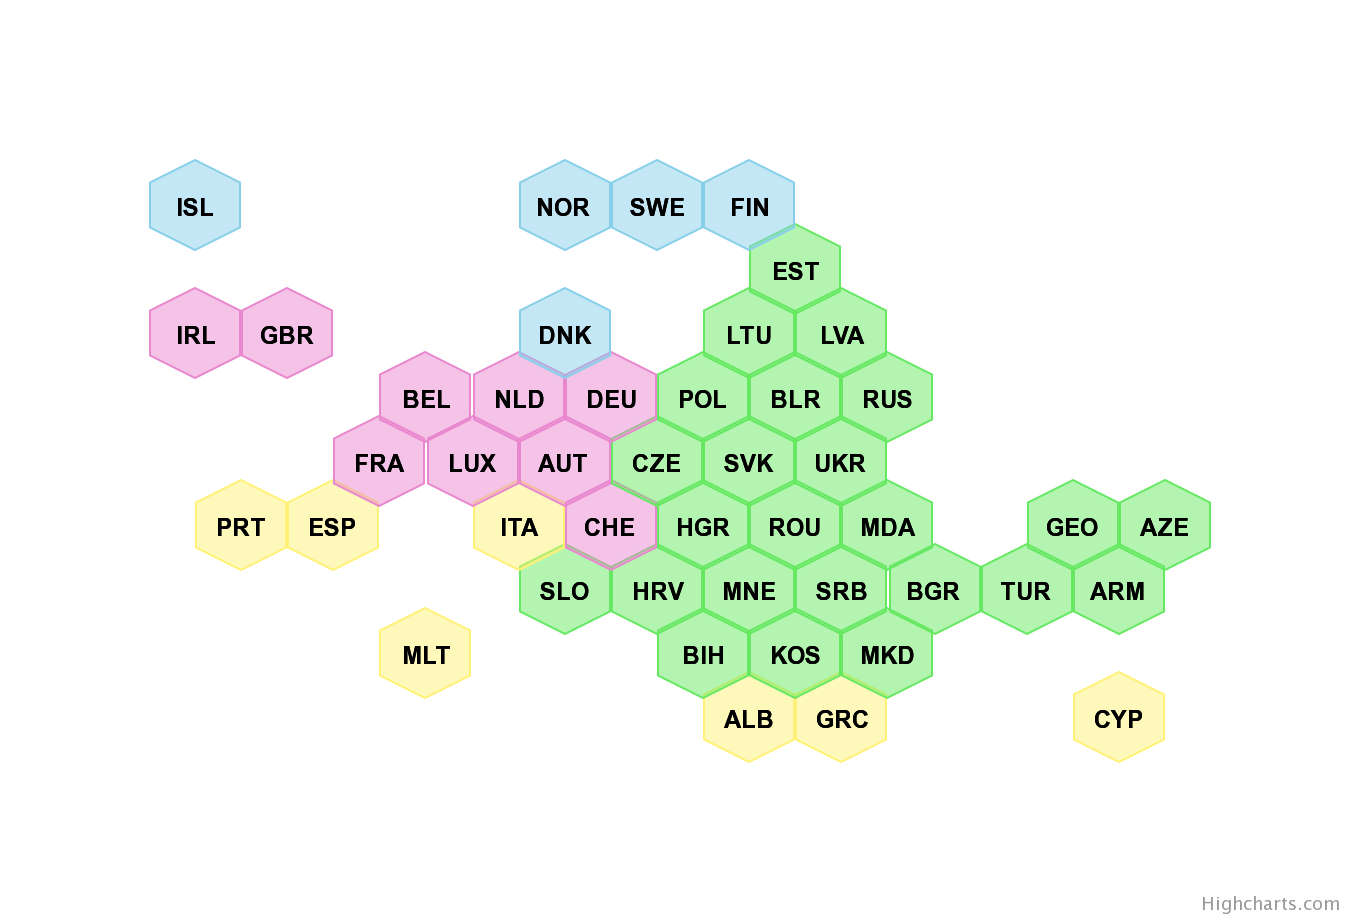 ISL NOR SWE FIN
EST
IRL GBR DNK LTU LVA
BEL NLD DEU POL BLR RUS
FRA LUX AUT CZE SVK UKR
PRT ESP ITA CHE HGR ROU MDA GEO AZE
SLO HRV MNE SRB BGR TUR ARM
MLT BIH KOS MKD
ALB GRC CYP
Highcharts.com